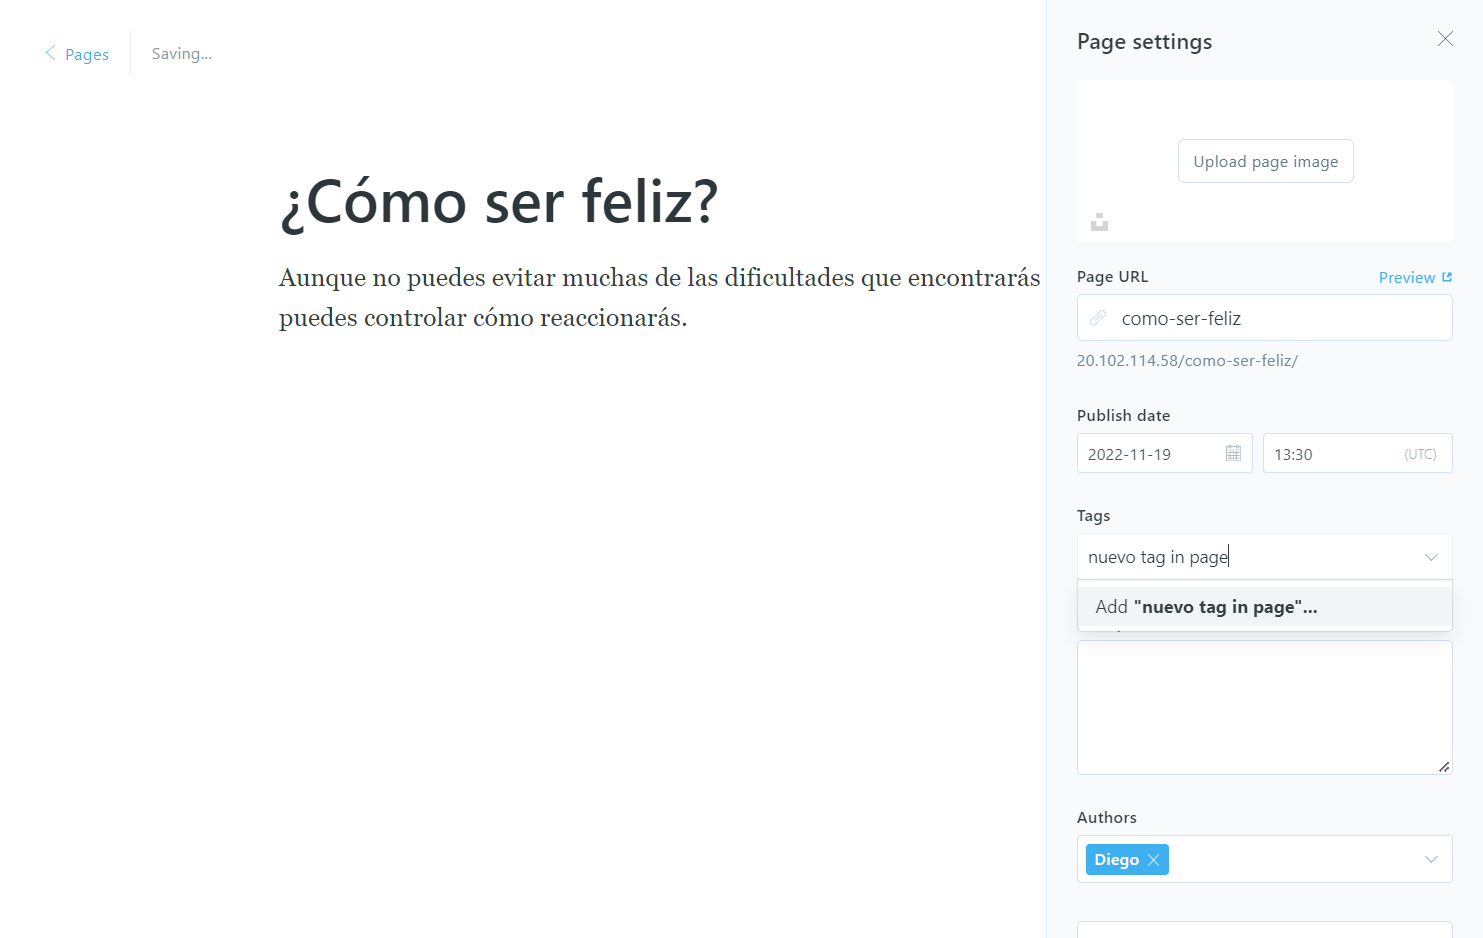 Pages
Saving...
¿Cómo ser feliz?
Aunque no puedes evitar muchas de las dificultades que encontrarás
puedes controlar cómo reaccionarás.
Page settings
Upload page image
Page URL
Preview
como-ser-feliz
20.102.114.58/como-ser-feliz/
Publish date
2022-11-19
13:30
(UTC)
Tags
nuevo tag in page
Add "nuevo tag in page"...
Authors
Diego